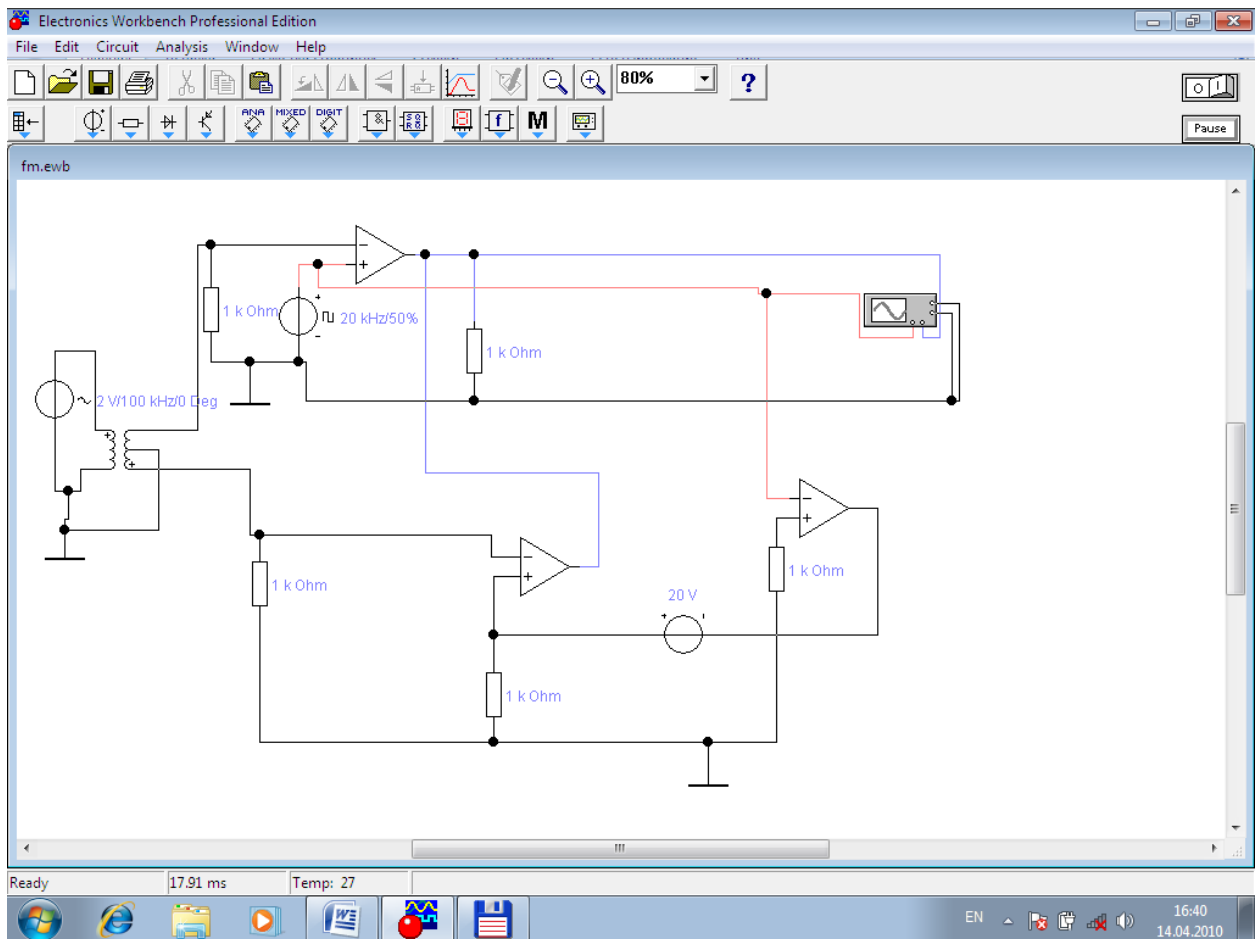 Electronics Workbench Professional Edition
File Edit Circuit Analysis Window Help
80%
?
ANA MIXED DIGIT
M
Pause
fm.ewb
1 k Ohm
20 kHz/50%
1 k Ohm
2 V/100 kHz/0 Deg
1 k Ohm
1 k Ohm
20 V
1 k Ohm
Ready 17.91 ms Temp: 27
EN 16:40
14.04.2010